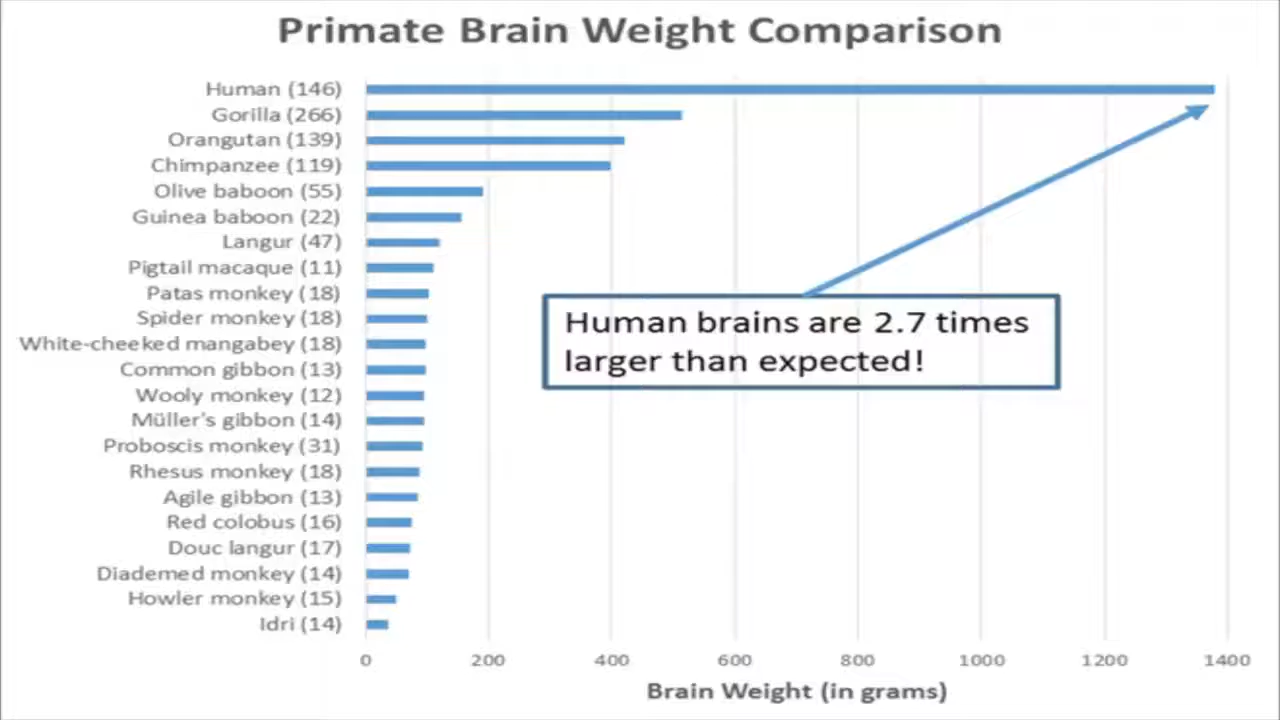 Primate Brain Weight Comparison
Human (146)
Gorilla (266)
Orangutan (139)
Chimpanzee (119)
Olive baboon (55)
Guinea baboon (22)
Langur (47)
Pigtail macaque (11)
Patas monkey (18)
Spider monkey (18)
White-cheeked mangabey (18)
Common gibbon (13)
Wooly monkey (12)
Müller's gibbon (14)
Proboscis monkey (31)
Rhesus monkey (18)
Agile gibbon (13)
Red colobus (16)
Douc langur (17)
Diademed monkey (14)
Howler monkey (15)
Idri (14)
Human brains are 2.7 times
larger than expected!
0 200 400 600 800 1000 1200 1400
Brain Weight (in grams)